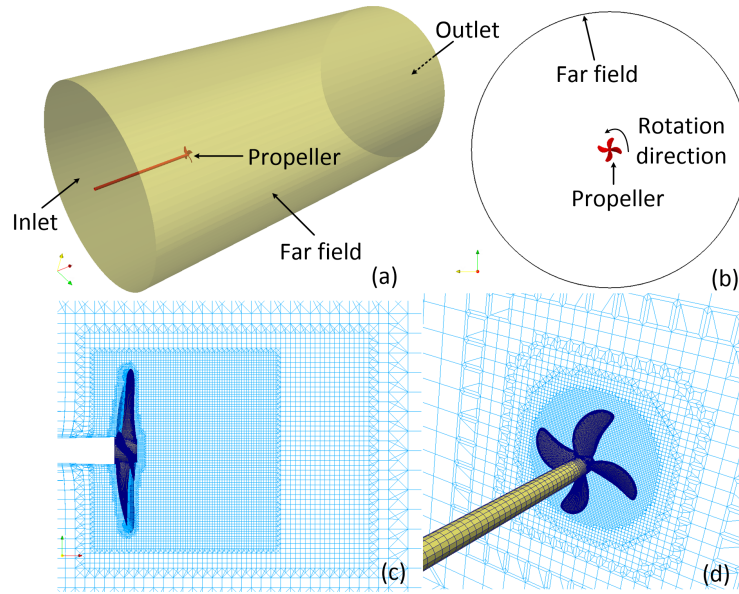 Outlet
Propeller
Inlet
Far field
(a)
Far field
Rotation
direction
Propeller
(b)
(c)
(d)